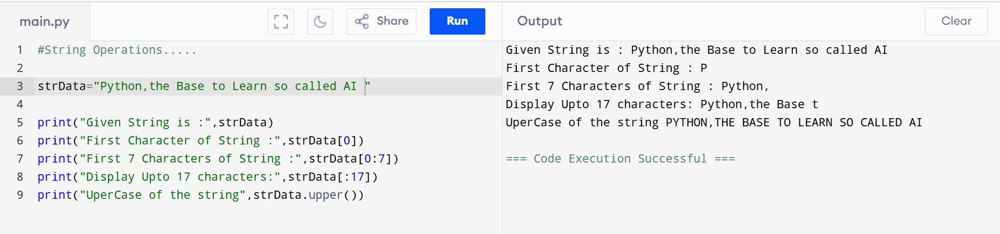 main.py
Share
Run
Output
Clear
1 #String Operations.....
2
3 strData="Python,the Base to Learn so called AI "
4
5 print("Given String is :",strData)
6 print("First Character of String :",strData[0])
7 print("First 7 Characters of String :",strData[0:7])
8 print("Display Upto 17 characters:",strData[:17])
9 print("UperCase of the string",strData.upper())
Given String is : Python,the Base to Learn so called AI
First Character of String : P
First 7 Characters of String : Python,
Display Upto 17 characters: Python,the Base t
UperCase of the string PYTHON,THE BASE TO LEARN SO CALLED AI
=== Code Execution Successful ===